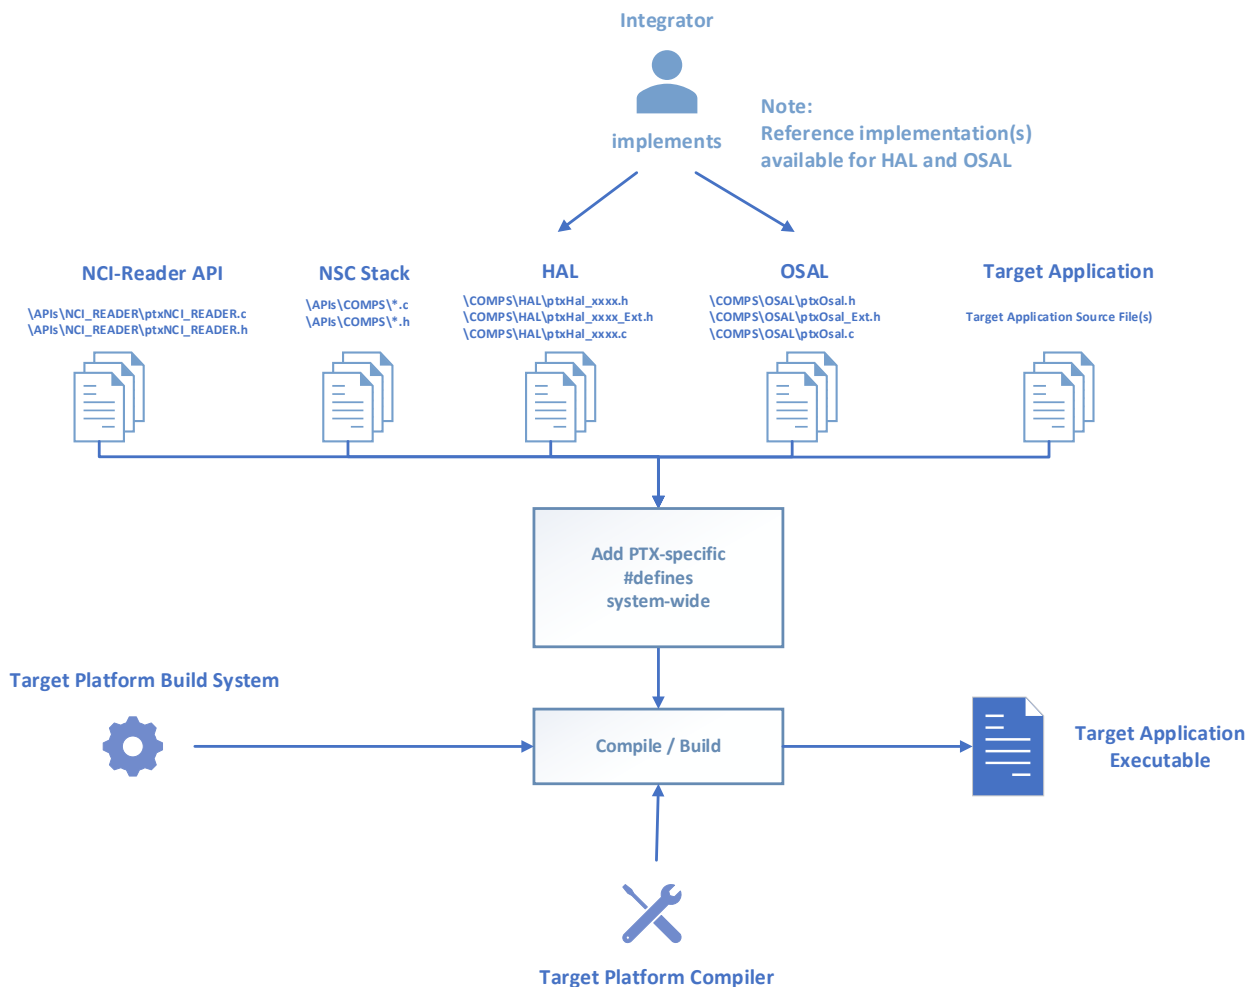 Integrator
implements
Note:
Reference implementation(s)
available for HAL and OSAL
NCI-Reader API
\APIs\NCI_READER\ptxNCI_READER.c
\APIs\NCI_READER\ptxNCI_READER.h
NSC Stack
\APIs\COMPS\*.c
\APIs\COMPS\*.h
HAL
\COMPS\HAL\ptxHal_xxxx.h
\COMPS\HAL\ptxHal_xxxx_Ext.h
\COMPS\HAL\ptxHal_xxxx.c
OSAL
\COMPS\OSAL\ptxOsal.h
\COMPS\OSAL\ptxOsal_Ext.h
\COMPS\OSAL\ptxOsal.c
Target Application
Target Application Source File(s)
Add PTX-specific
#defines
system-wide
Target Platform Build System
Compile / Build
Target Application
Executable
Target Platform Compiler